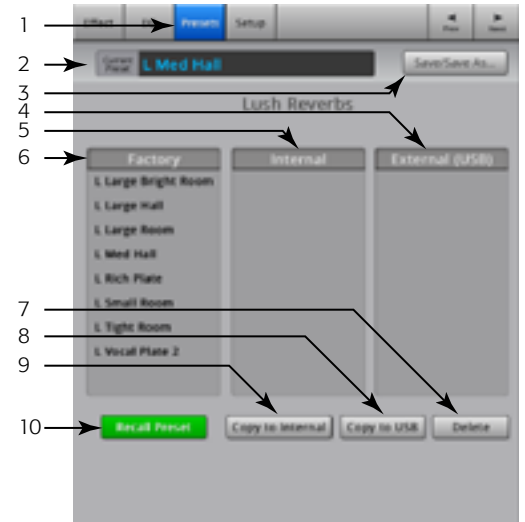 1
2
3
4
5
6
7
8
9
10
Effect
Presets
Setup
Prev
Next
Current Preset
L Med Hall
Save/Save As...
Lush Reverbs
Factory
Internal
External (USB)
L Large Bright Room
L Large Hall
L Large Room
L Med Hall
L Rich Plate
L Small Room
L Tight Room
L Vocal Plate 2
Recall Preset
Copy to Internal
Copy to USB
Delete